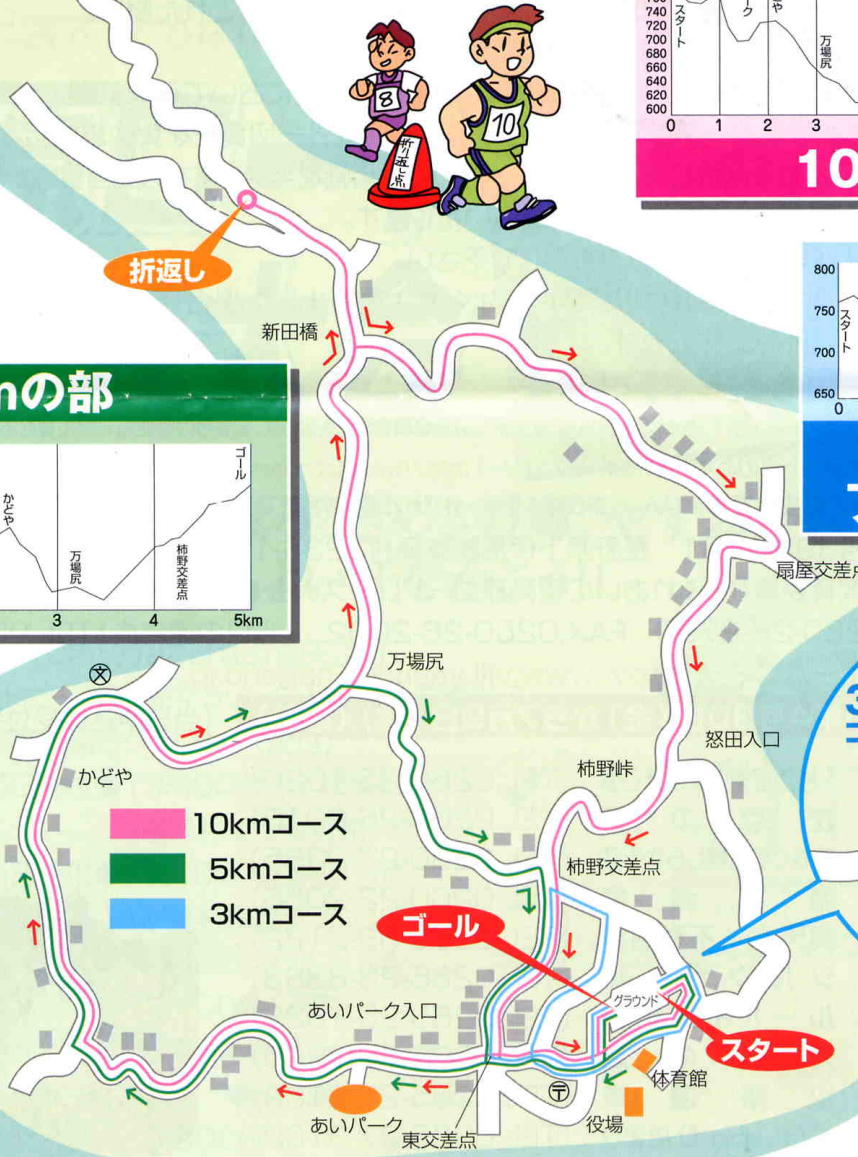 740
720
700
680
660
640
620
600
スタート
ーク
どや
万場尻
0 1 2 3
10
8
10
折り返し点
折返し
新田橋
800
750
700
650
スタート
0
mの部
かどや
万場尻
柿野交差点
ゴール
3 4 5km
扇屋交差点
文
万場尻
かどや
怒田入口
柿野峠
柿野交差点
10kmコース
5kmコース
3kmコース
ゴール
グラウンド
あいパーク入口
スタート
体育館
〒
役場
あいパーク
東交差点